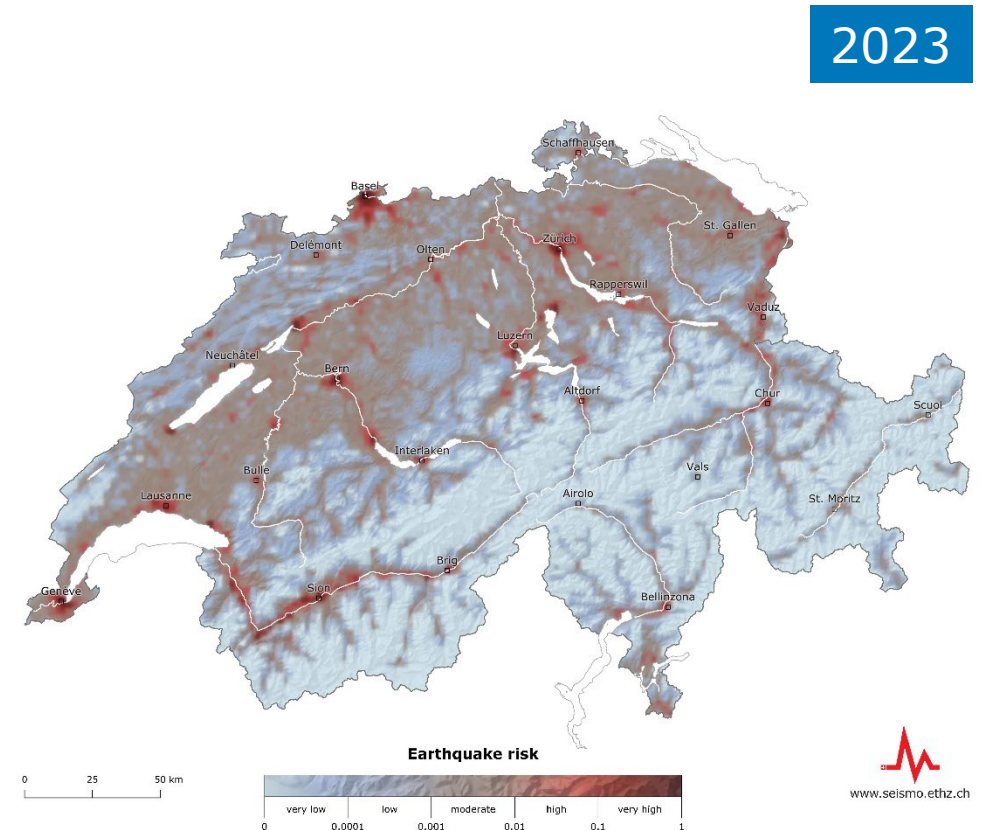 2023
Schaffhausen
Basel
St. Gallen
Zürich
Delémont
Olten
Rapperswil
Vaduz
Luzern
Neuchâtel
Bern
Altdorf
Chur
Scuol
Interlaken
Bulle
Vals
Lausanne
Airolo
St. Moritz
Brig
Sion
Genève
Bellinzona
Earthquake risk
0 25 50 km
very low low moderate high very high
0 0.0001 0.001 0.01 0.1 1
www.seismo.ethz.ch